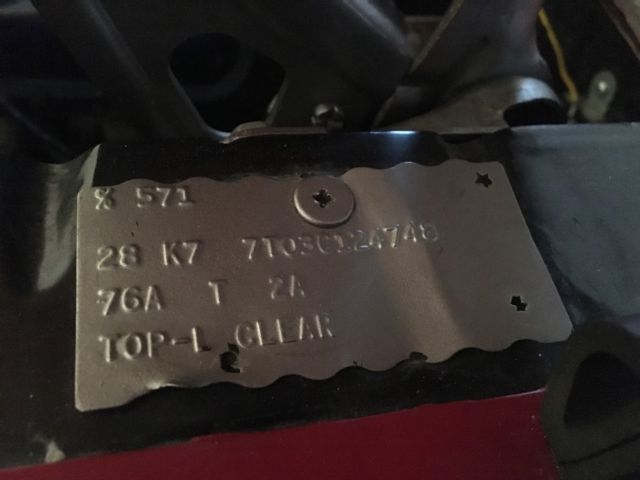 % 571
28 K7 7T03C124748
76A T 2A
TOP-L CLEAR